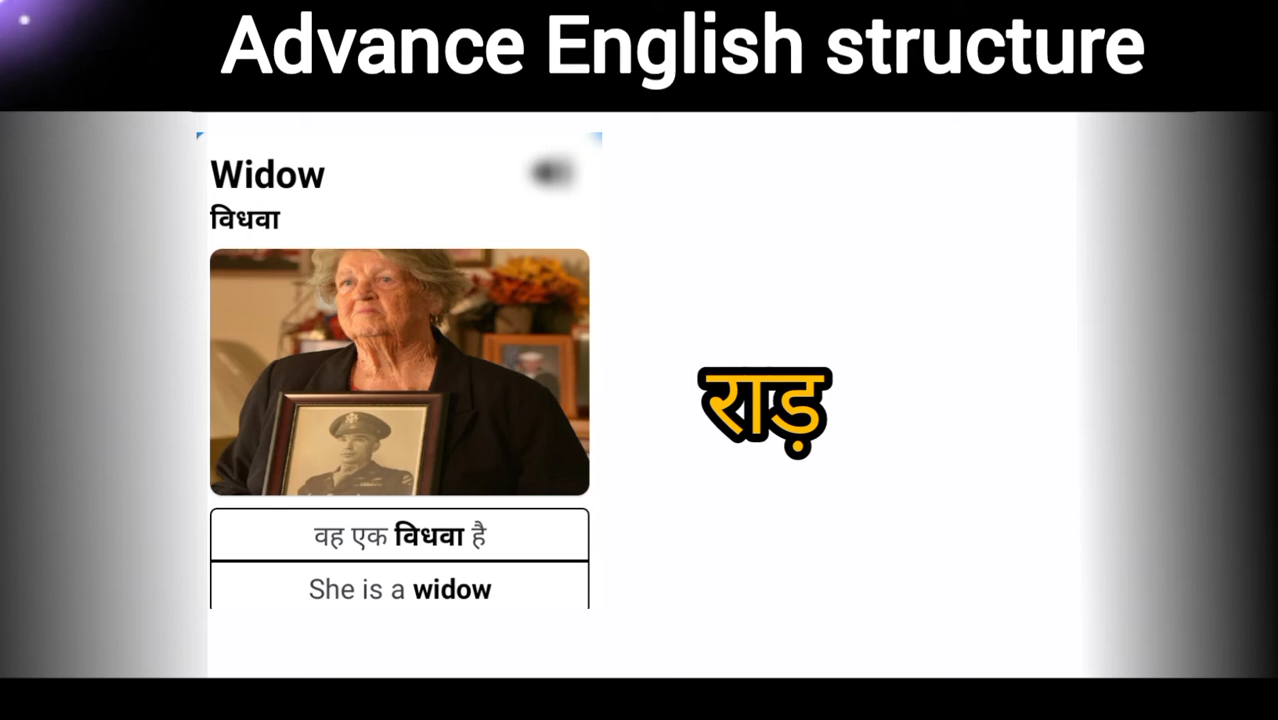 Advance English structure
Widow
विधवा
राड़
वह एक विधवा है
She is a widow